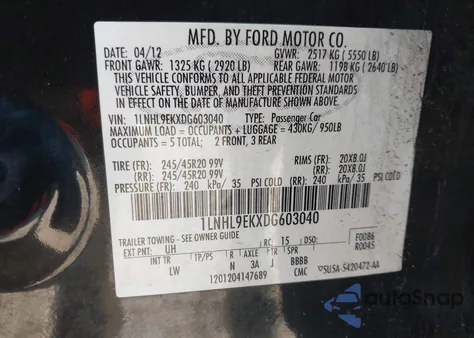 MFD. BY FORD MOTOR CO.
DATE: 04/12 GVWR: 2517 KG (5550 LB)
FRONT GAWR: 1325 KG (2920 LB) REAR GAWR: 1198 KG (2640 LB)
THIS VEHICLE CONFORMS TO ALL APPLICABLE FEDERAL MOTOR
VEHICLE SAFETY, BUMPER, AND THEFT PREVENTION STANDARDS
IN EFFECT ON THE DATE OF MANUFACTURE SHOWN ABOVE.
VIN: 1LNHL9EKXDG603040 TYPE: Passenger Car
MAXIMUM LOAD = OCCUPANTS + LUGGAGE = 430KG/ 950LB
OCCUPANTS = 5 TOTAL; 2 FRONT, 3 REAR
TIRE (FR): 245/45R20 99V RIMS (FR): 20X8.0J
(RR): 245/45R20 99V (RR): 20X8.0J
PRESSURE (FR): 240 kPa/ 35 PSI COLD (RR): 240 kPa/ 35 PSI COLD
1LNHL9EKXDG603040
TRAILER TOWING - SEE OWNER GUIDE
EXT PNT: UH RC: 15 DSO: F0086
R0045
LW N 3A J BBBB
1201204147689 CMC 5U5A-5420472-AA
autoSnap